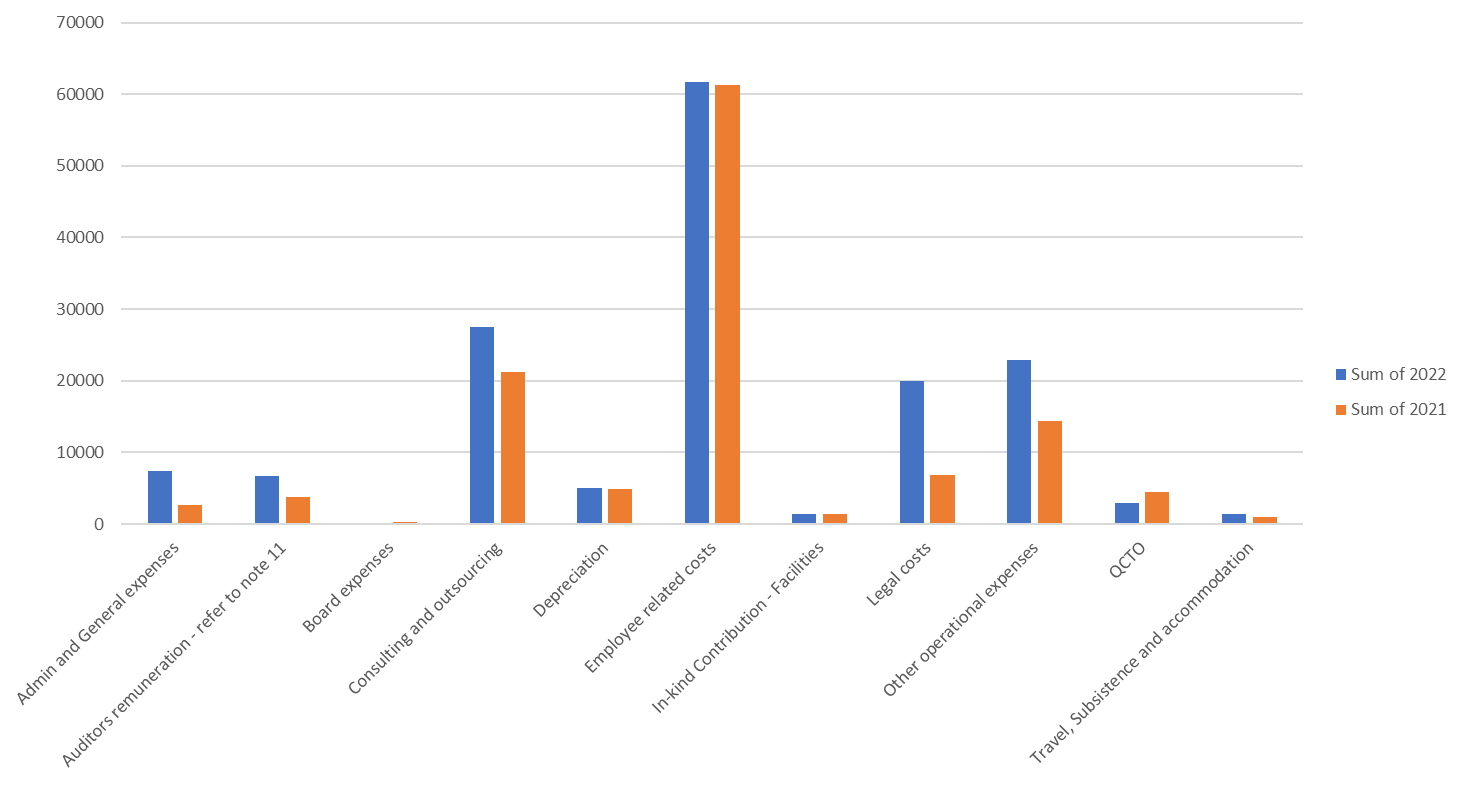 70000
60000
50000
40000
30000
20000
10000
0
Admin and General expenses
Auditors remuneration - refer to note 11
Board expenses
Consulting and outsourcing
Depreciation
Employee related costs
In-kind Contribution - Facilities
Legal costs
Other operational expenses
QCTO
Travel, Subsistence and accommodation
Sum of 2022
Sum of 2021